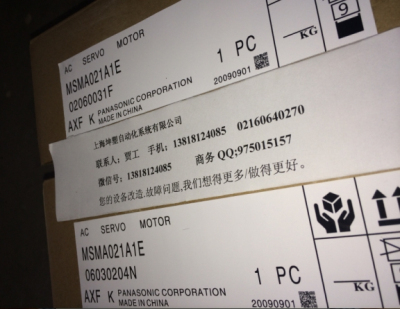 AC SERVO MOTOR
MSMA021A1E
02060031F
1 PC
AXF K PANASONIC CORPORATION
MADE IN CHINA
20090901
9
KG
上海坤塑自动化系统有限公司
联系人：贾工 手机：13818124085 02160640270
微信号：13818124085 商务QQ:975015157
您的设备改造,故障问题,我们想得更多/做得更好。
AC SERVO MOTOR
MSMA021A1E
06030204N
1 PC
AXF K PANASONIC CORPORATION
MADE IN CHINA
20090901
KG